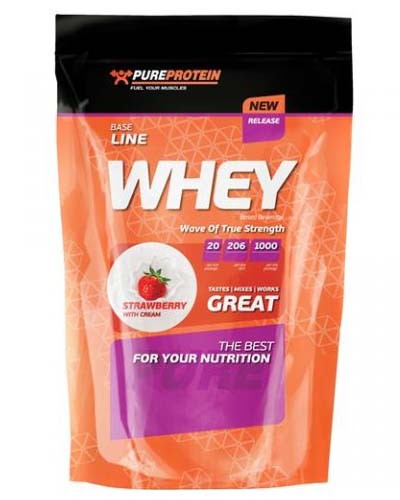 PUREPROTEIN
FUEL YOUR MUSCLES
NEW
RELEASE
BASE
LINE
WHEY
Wave Of True Strength
20 206 1000
TASTES | MIXES | WORKS
GREAT
STRAWBERRY
WITH CREAM
THE BEST
FOR YOUR NUTRITION
PURE